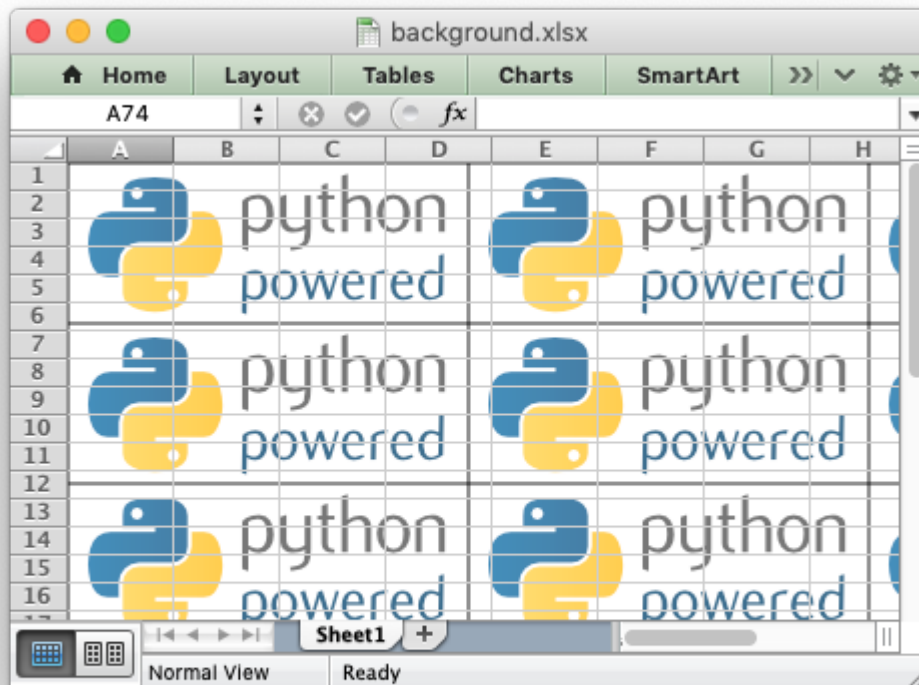 background.xlsx
Home Layout Tables Charts SmartArt
A74 fx
A B C D E F G H
1
2 python python
3
4
5 powered powered
6
7
8 python python
9
10
11 powered powered
12
13
14 python python
15
16 powered powered
17
Sheet1 +
Normal View Ready